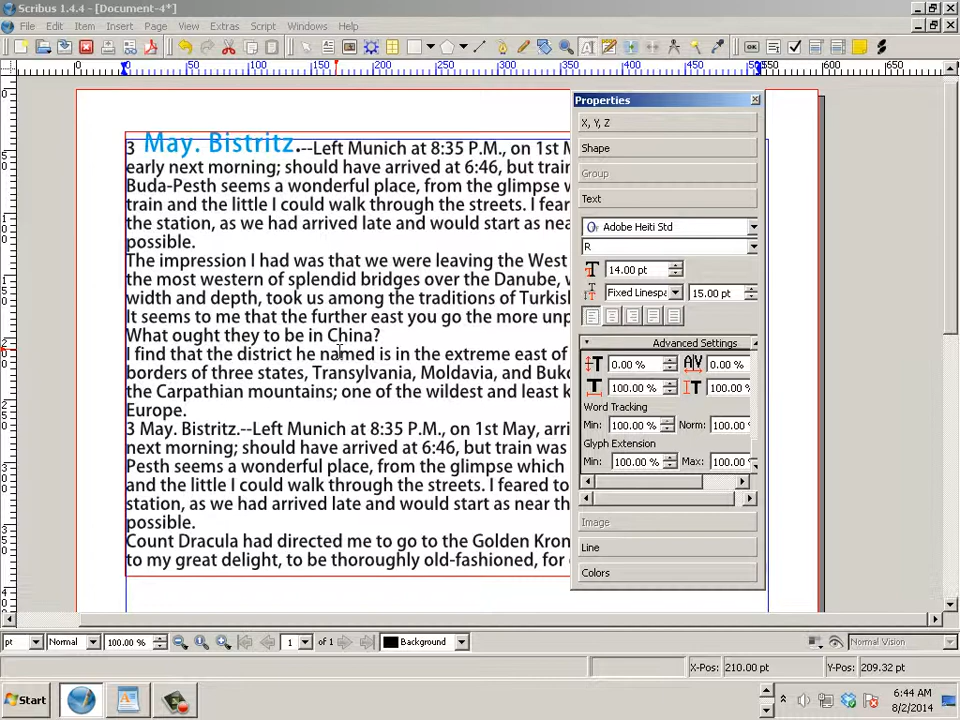 Scribus 1.4.4 - [Document-4*]
File Edit Item Insert Page View Extras Script Windows Help
0 50 100 150 200 250 300 350 400 450 500 550 600 650
Properties
X, Y, Z
Shape
Group
Text
Adobe Heiti Std
R
14.00 pt
Fixed Linespa 15.00 pt
Advanced Settings
0.00 % 0.00 %
100.00 % 100.00
Word Tracking
Min: 100.00 % Norm: 100.00
Glyph Extension
Min: 100.00 % Max: 100.00
Image
Line
Colors
3 May. Bistritz.--Left Munich at 8:35 P.M., on 1st M
early next morning; should have arrived at 6:46, but train
Buda-Pesth seems a wonderful place, from the glimpse w
train and the little I could walk through the streets. I fear
the station, as we had arrived late and would start as nea
possible.
The impression I had was that we were leaving the West
the most western of splendid bridges over the Danube, w
width and depth, took us among the traditions of Turkis
It seems to me that the further east you go the more unp
What ought they to be in China?
I find that the district he named is in the extreme east of
borders of three states, Transylvania, Moldavia, and Buko
the Carpathian mountains; one of the wildest and least k
Europe.
3 May. Bistritz.--Left Munich at 8:35 P.M., on 1st May, arri
next morning; should have arrived at 6:46, but train was
Pesth seems a wonderful place, from the glimpse which
and the little I could walk through the streets. I feared to
station, as we had arrived late and would start as near th
possible.
Count Dracula had directed me to go to the Golden Kron
to my great delight, to be thoroughly old-fashioned, for
pt Normal 100.00 % 1 of 1 Background Normal Vision
X-Pos: 210.00 pt Y-Pos: 209.32 pt
Start
6:44 AM
8/2/2014